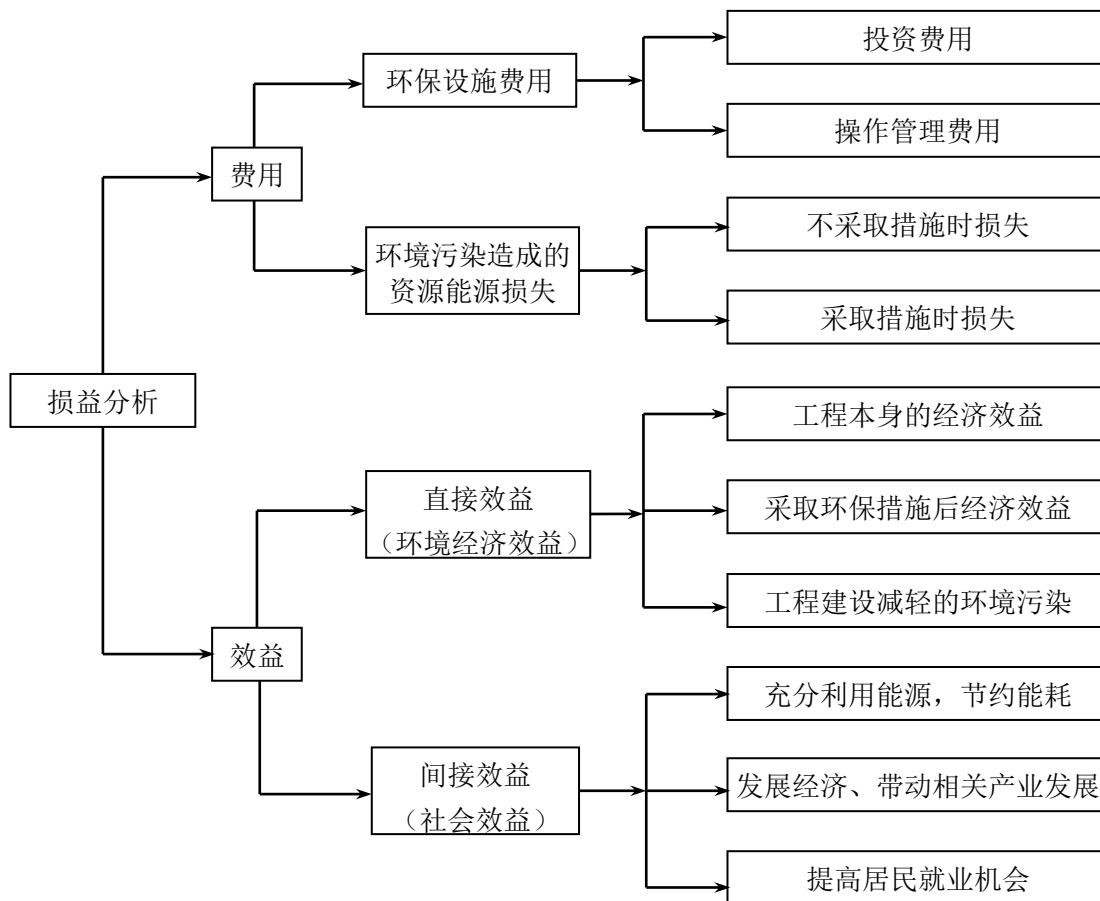 投资费用
环保设施费用
操作管理费用
费用
不采取措施时损失
环境污染造成的
资源能源损失
采取措施时损失
损益分析
工程本身的经济效益
直接效益
（环境经济效益）
采取环保措施后经济效益
工程建设减轻的环境污染
效益
充分利用能源，节约能耗
间接效益
（社会效益）
发展经济、带动相关产业发展
提高居民就业机会